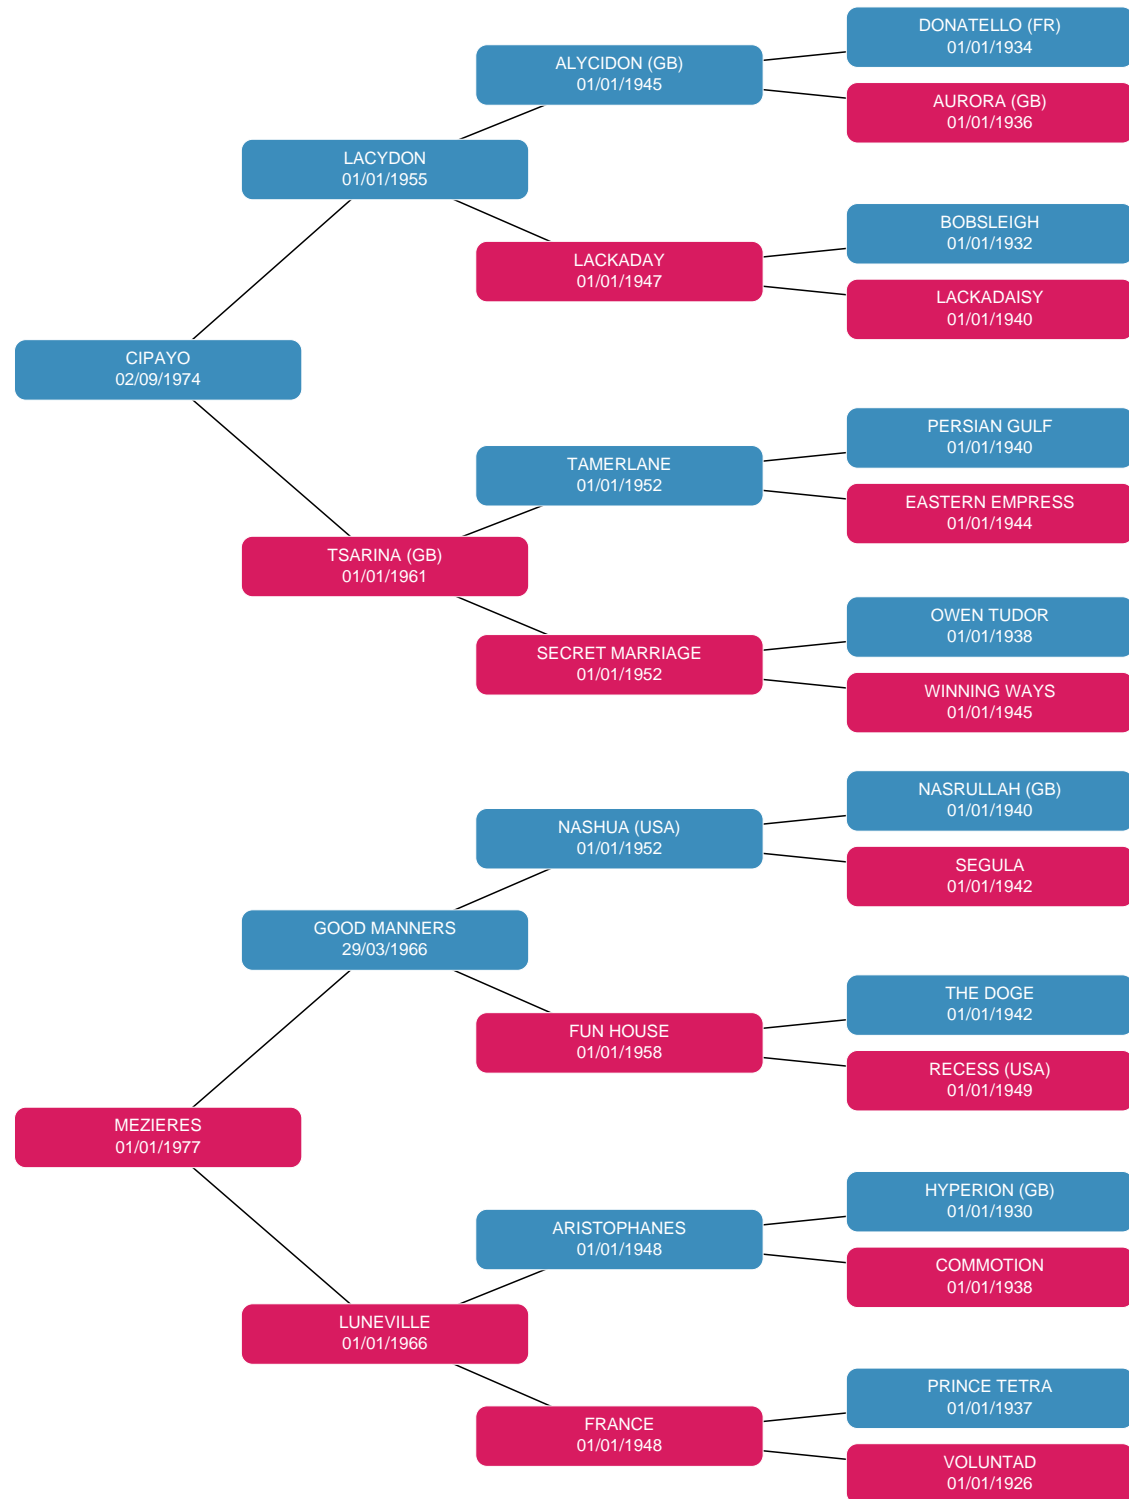 DONATELLO (FR)
01/01/1934
ALYCIDON (GB)
01/01/1945
AURORA (GB)
01/01/1936
LACYDON
01/01/1955
BOBSLEIGH
01/01/1932
LACKADAY
01/01/1947
LACKADAISY
01/01/1940
CIPAYO
02/09/1974
PERSIAN GULF
01/01/1940
TAMERLANE
01/01/1952
EASTERN EMPRESS
01/01/1944
TSARINA (GB)
01/01/1961
OWEN TUDOR
01/01/1938
SECRET MARRIAGE
01/01/1952
WINNING WAYS
01/01/1945
NASRULLAH (GB)
01/01/1940
NASHUA (USA)
01/01/1952
SEGULA
01/01/1942
GOOD MANNERS
29/03/1966
THE DOGE
01/01/1942
FUN HOUSE
01/01/1958
RECESS (USA)
01/01/1949
MEZIERES
01/01/1977
HYPERION (GB)
01/01/1930
ARISTOPHANES
01/01/1948
COMMOTION
01/01/1938
LUNEVILLE
01/01/1966
PRINCE TETRA
01/01/1937
FRANCE
01/01/1948
VOLUNTAD
01/01/1926